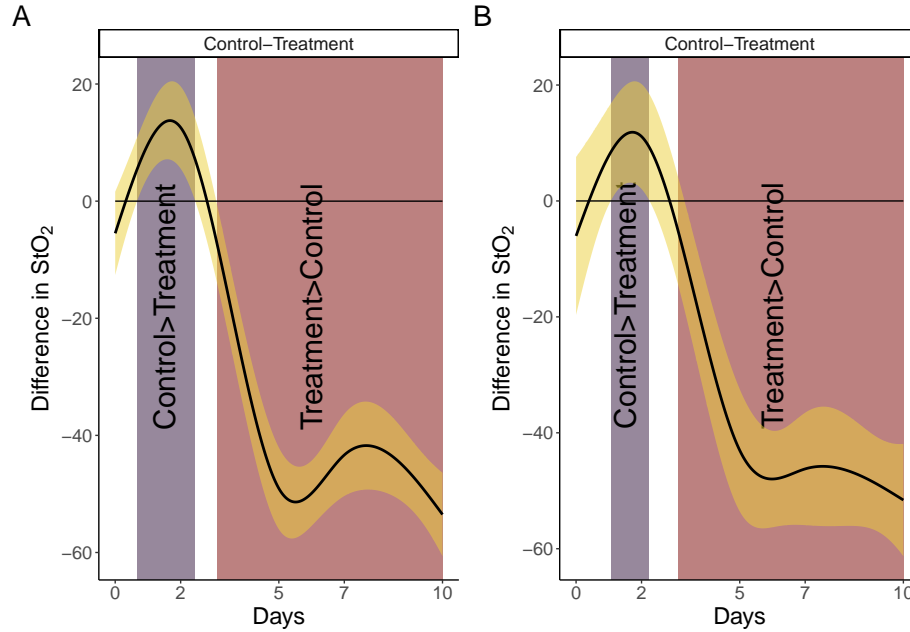 A
Control−Treatment
20
0
−20
−40
−60
Difference in StO2
Control>Treatment
Treatment>Control
0
2
5
7
10
Days
B
Control−Treatment
20
0
−20
−40
−60
Difference in StO2
Control>Treatment
Treatment>Control
0
2
5
7
10
Days